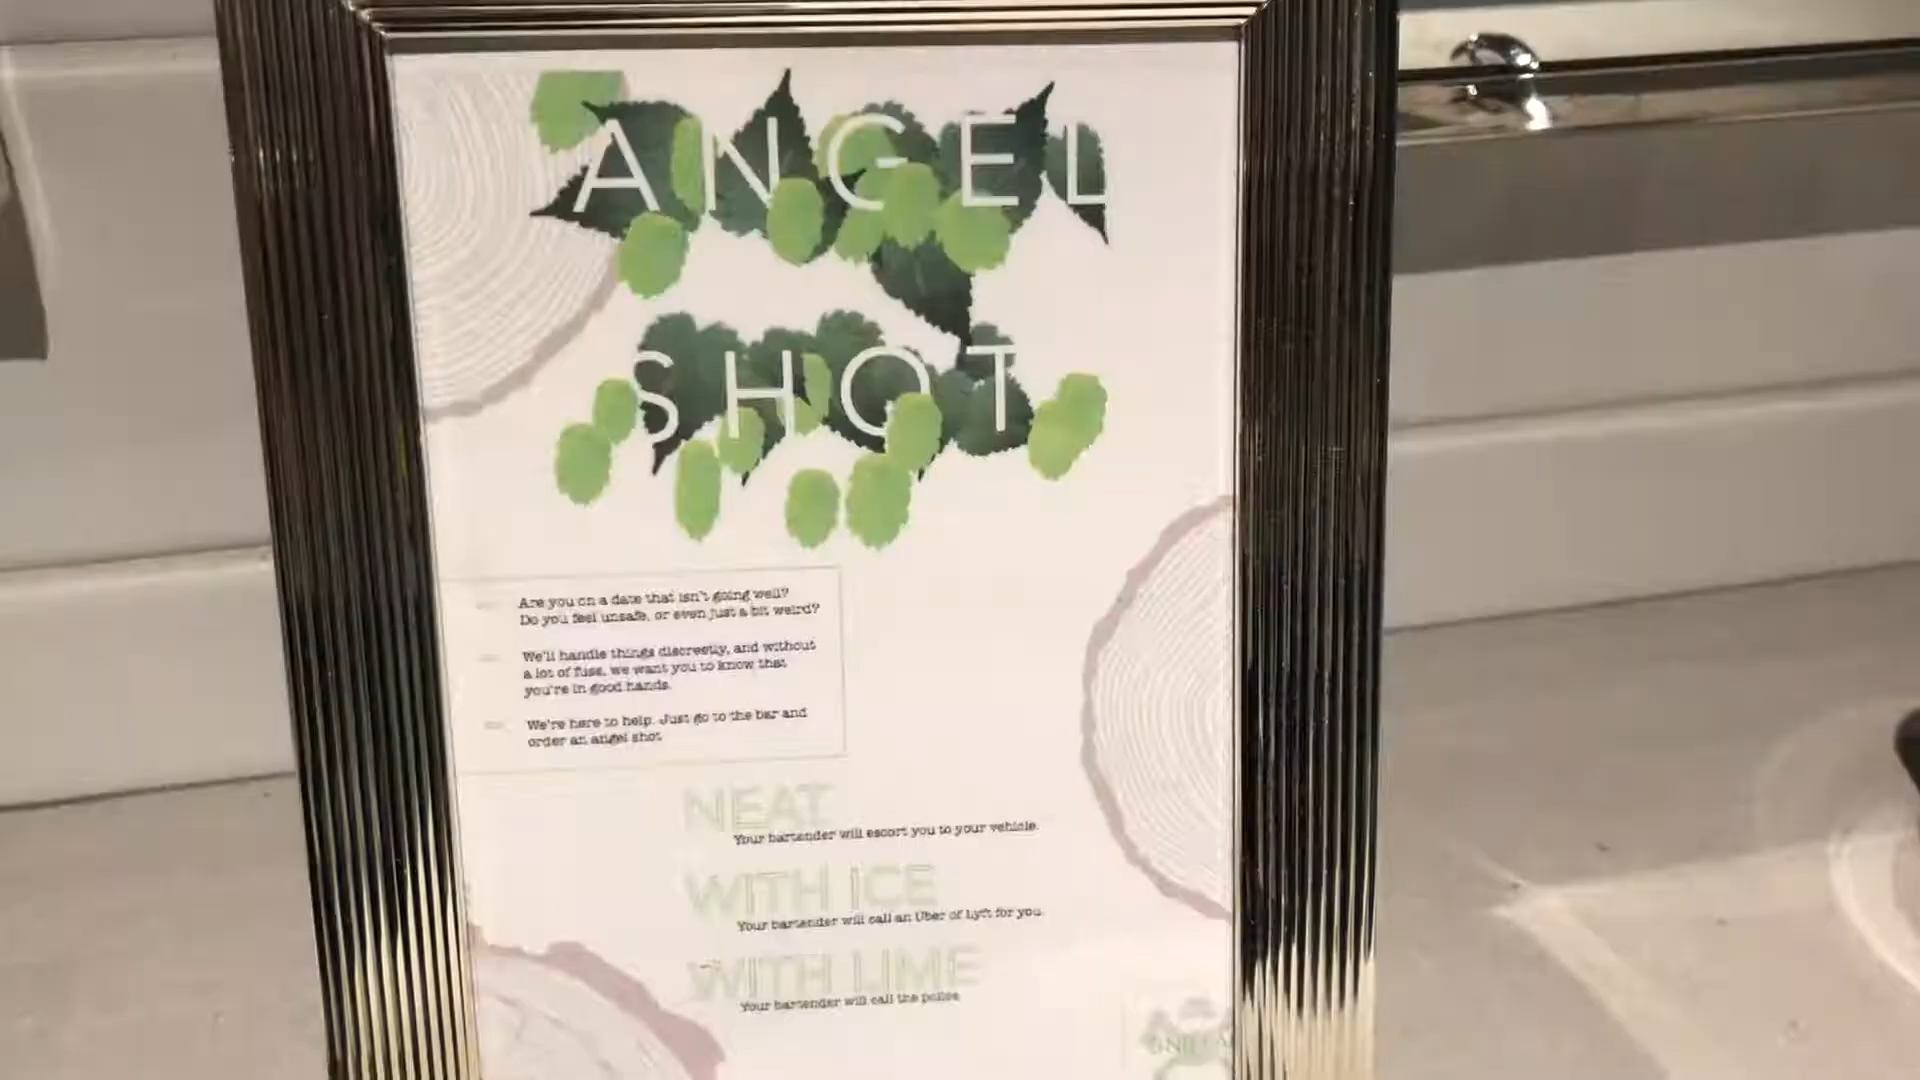 ANGEL
SHOT
Are you on a date that isn't going well?
Do you feel unsafe, or even just a bit weird?
We'll handle things discreetly, and without
a lot of fuss, we want you to know that
you're in good hands.
We're here to help. Just go to the bar and
order an angel shot
NEAT
Your bartender will escort you to your vehicle.
WITH ICE
Your bartender will call an Uber of Lyft for you.
WITH LIME
Your bartender will call the police